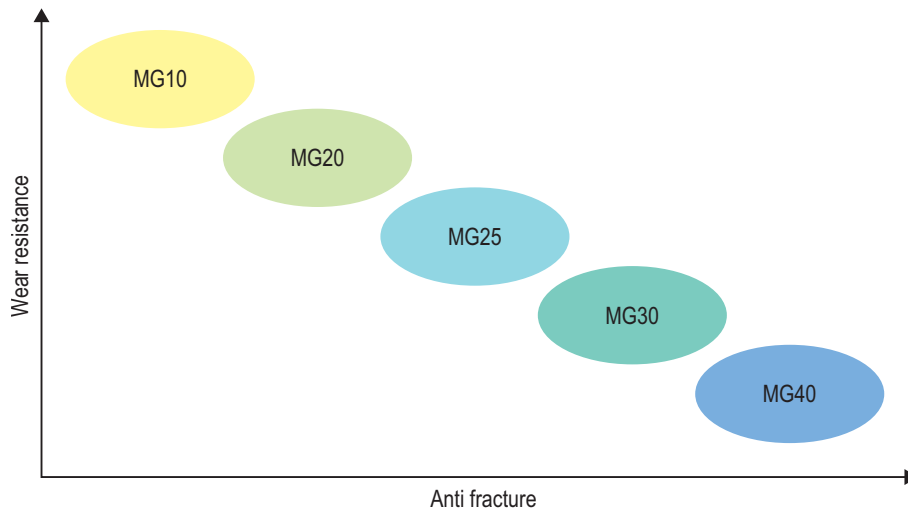 MG10
MG20
MG25
MG30
MG40
Wear resistance
Anti fracture